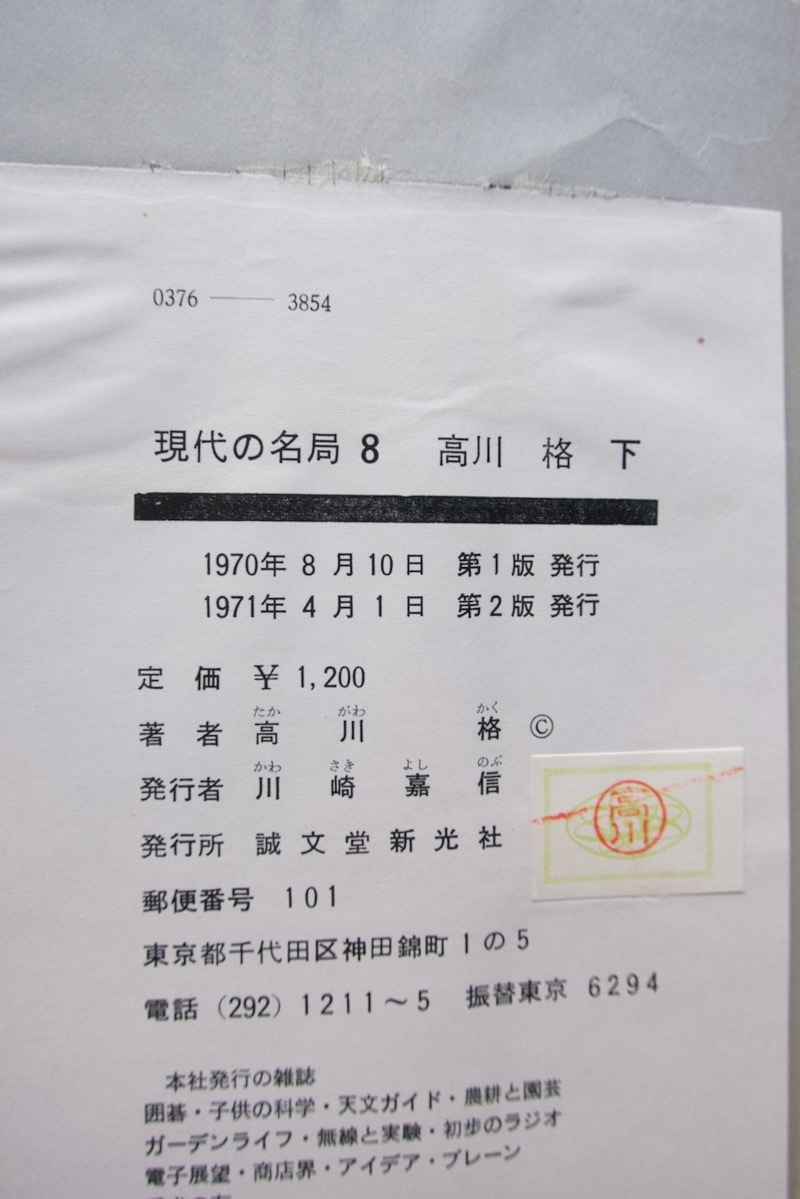 0376 ―― 3854
現代の名局 8 高川 格 下
1970年 8 月 10 日 第 1 版 発行
1971年 4 月 1 日 第 2 版 発行
定 価 ¥ 1,200
たか がわ かく
著 者 高 川 格 ©
かわ さき よし のぶ
発行者 川 崎 嘉 信
高川
発行所 誠 文 堂 新 光 社
郵便番号 101
東京都千代田区神田錦町 1 の 5
電話 (292) 1211～5 振替東京 6294
本社発行の雑誌
囲碁・子供の科学・天文ガイド・農耕と園芸
ガーデンライフ・無線と実験・初歩のラジオ
電子展望・商店界・アイデア・ブレーン